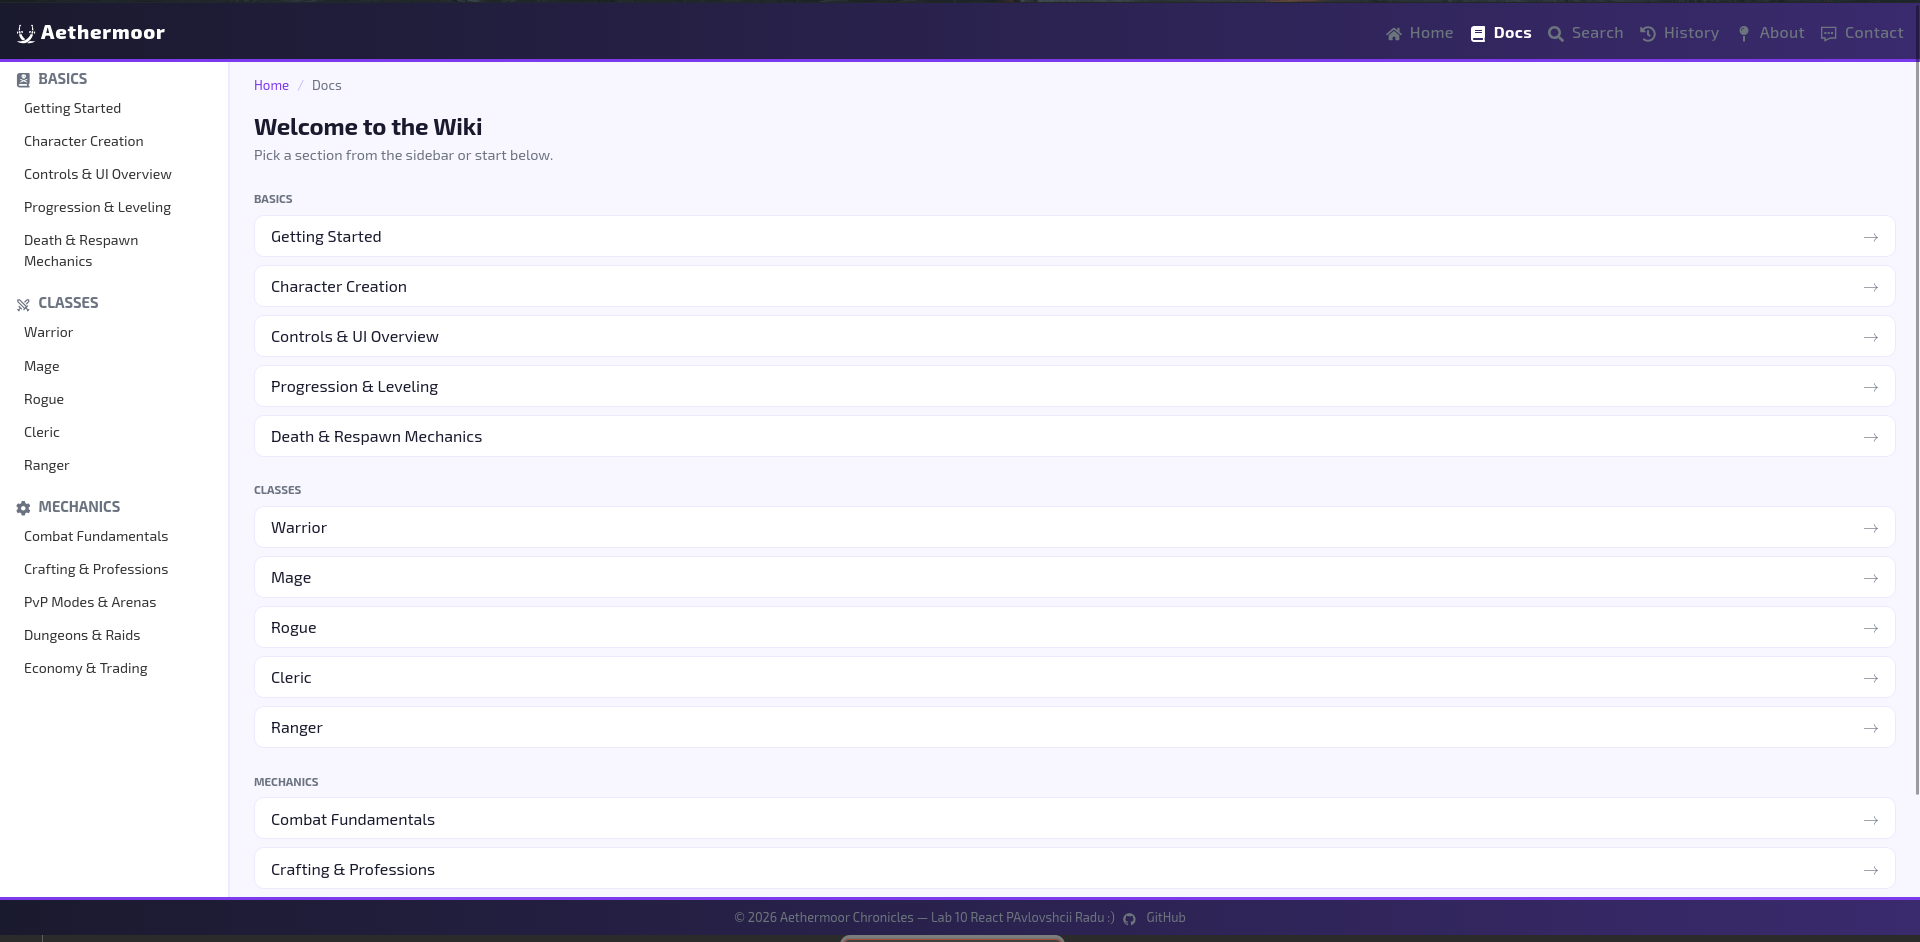 Aethermoor
Home
Docs
Search
History
About
Contact
BASICS
Getting Started
Character Creation
Controls & UI Overview
Progression & Leveling
Death & Respawn
Mechanics
CLASSES
Warrior
Mage
Rogue
Cleric
Ranger
MECHANICS
Combat Fundamentals
Crafting & Professions
PvP Modes & Arenas
Dungeons & Raids
Economy & Trading
Home / Docs
Welcome to the Wiki
Pick a section from the sidebar or start below.
BASICS
Getting Started →
Character Creation →
Controls & UI Overview →
Progression & Leveling →
Death & Respawn Mechanics →
CLASSES
Warrior →
Mage →
Rogue →
Cleric →
Ranger →
MECHANICS
Combat Fundamentals →
Crafting & Professions →
© 2026 Aethermoor Chronicles — Lab 10 React PAvlovshcii Radu :) GitHub